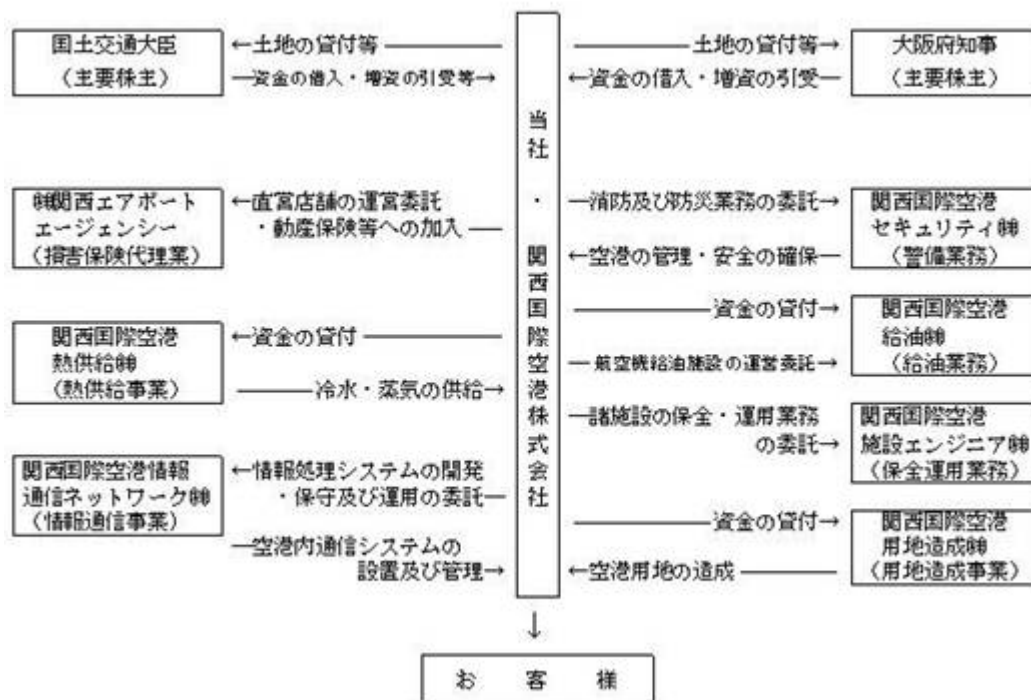 国土交通大臣
(主要株主)
←土地の貸付等
資金の借入・増資の引受等→
㈱関西エアポート
エージェンシー
(損害保険代理業)
←直営店舗の運営委託
・動産保険等への加入
関西国際空港
熱供給㈱
(熱供給事業)
←資金の貸付
冷水・蒸気の供給→
関西国際空港情報
通信ネットワーク㈱
(情報通信事業)
←情報処理システムの開発
・保守及び運用の委託
空港内通信システムの
設置及び管理→
当社・関西国際空港株式会社
土地の貸付等→
←資金の借入・増資の引受
大阪府知事
(主要株主)
消防及び防災業務の委託→
←空港の管理・安全の確保
関西国際空港
セキュリティ㈱
(警備業務)
資金の貸付→
航空機給油施設の運営委託→
関西国際空港
給油㈱
(給油業務)
諸施設の保全・運用業務
の委託→
関西国際空港
施設エンジニア㈱
(保全運用業務)
資金の貸付→
←空港用地の造成
関西国際空港
用地造成㈱
(用地造成事業)
↓
お客様